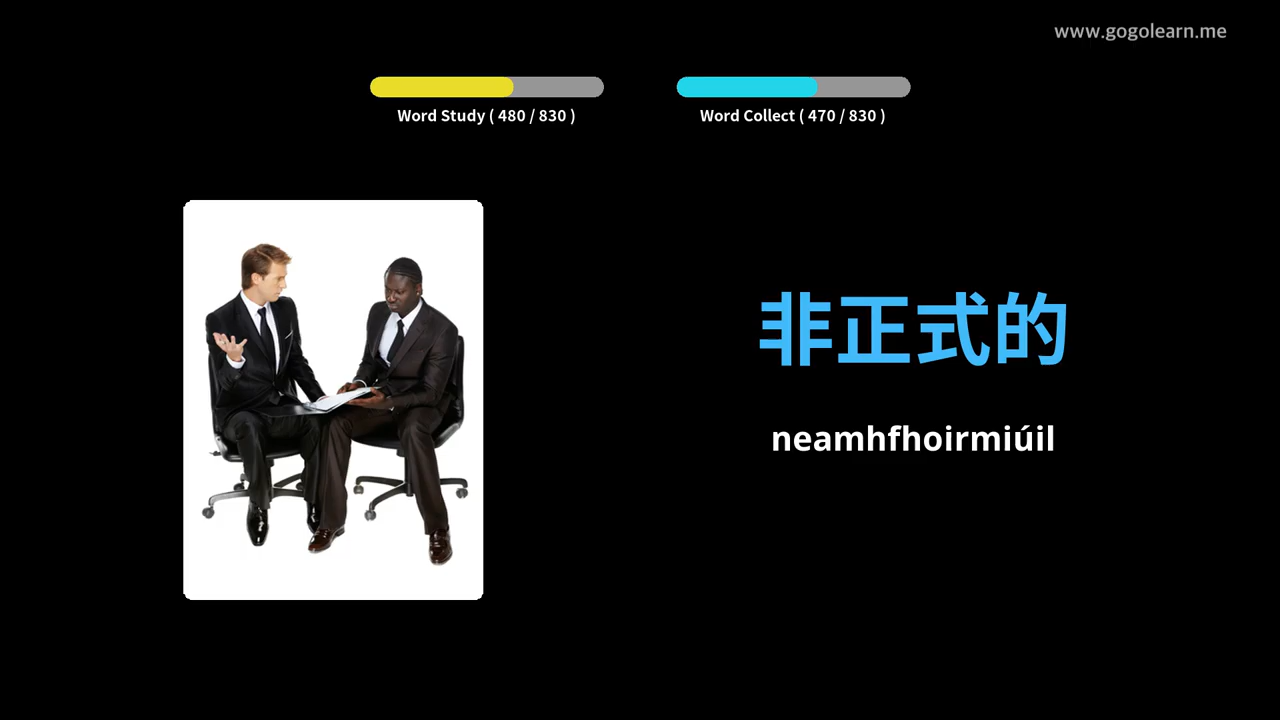 www.gogolearn.me
Word Study ( 480 / 830 )
Word Collect ( 470 / 830 )
非正式的
neamhfhoirmiúil